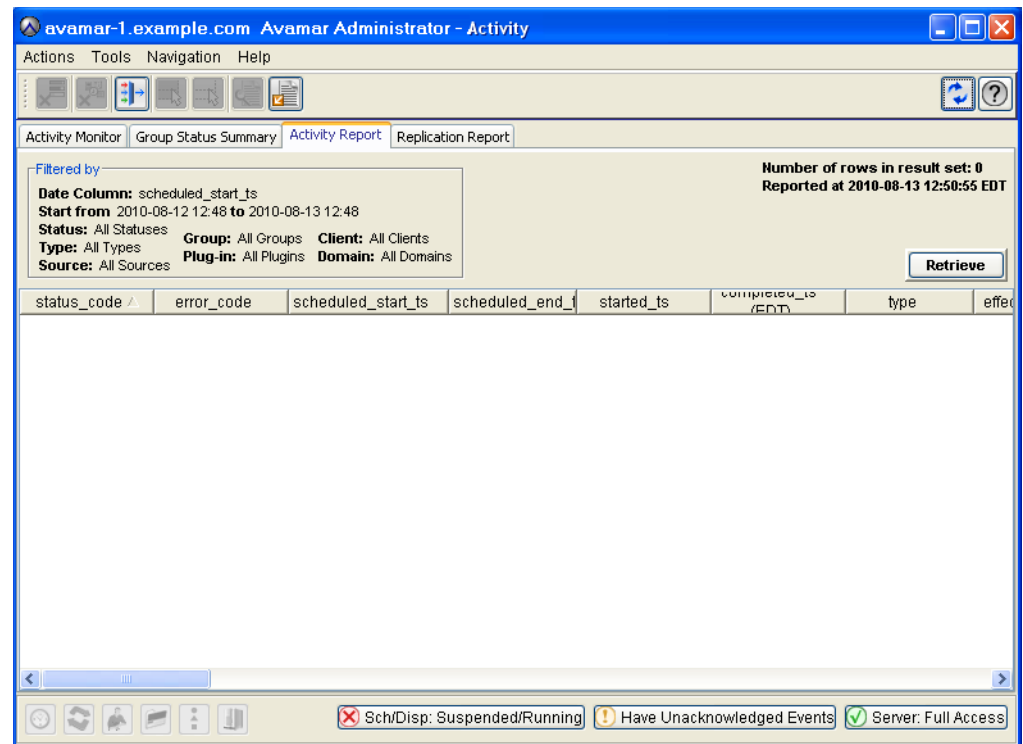 avamar-1.example.com Avamar Administrator - Activity
Actions Tools Navigation Help
Activity Monitor Group Status Summary Activity Report Replication Report
Filtered by
Date Column: scheduled_start_ts
Start from 2010-08-12 12:48 to 2010-08-13 12:48
Status: All Statuses
Type: All Types
Source: All Sources
Group: All Groups Client: All Clients
Plug-in: All Plugins Domain: All Domains
Number of rows in result set: 0
Reported at 2010-08-13 12:50:55 EDT
Retrieve
status_code error_code scheduled_start_ts scheduled_end_t started_ts completed_ts (EDT) type effec
Sch/Disp: Suspended/Running Have Unacknowledged Events Server: Full Access